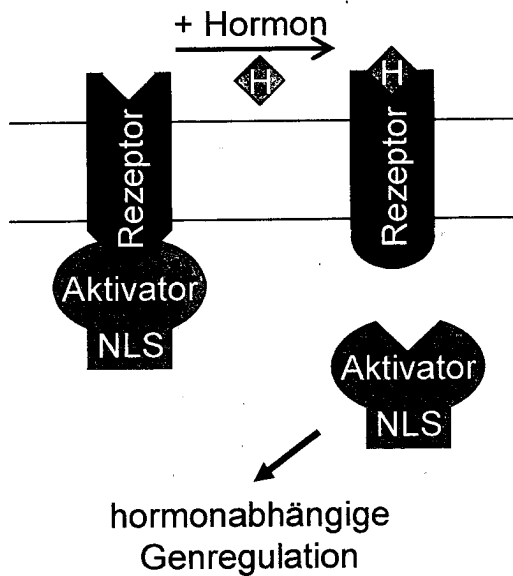 + Hormon
H
H
Rezeptor
Rezeptor
Aktivator
NLS
Aktivator
NLS
hormonabhängige
Genregulation